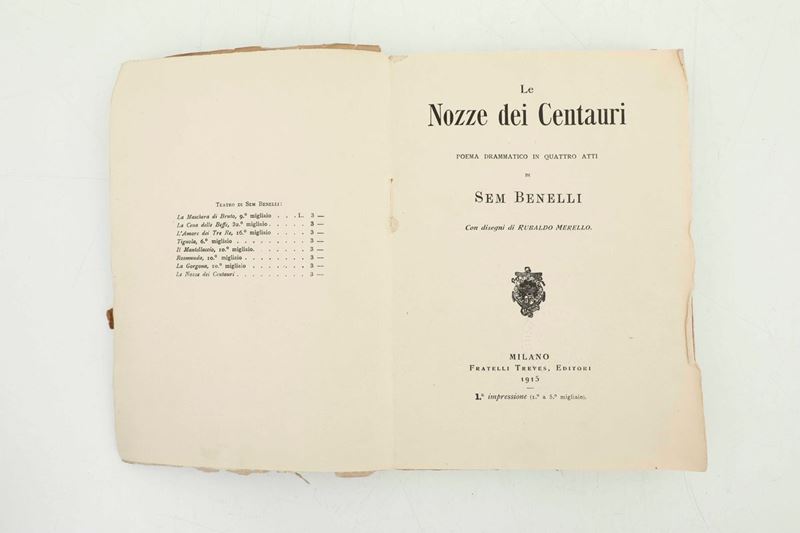 Teatro di Sem Benelli:
La Maschera di Bruto, 9.º migliaio . . . L. 3 —
La Cena delle Beffe, 32.º migliaio . . . . . 3 —
L'Amore dei Tre Re, 16.º migliaio . . . . 3 —
Tignola, 6.º migliaio . . . . . . . . . . 3 —
Il Mantellaccio, 10.º migliaio. . . . . . . 3 —
Rosmunda, 10.º migliaio . . . . . . . . . 3 —
La Gorgona, 10.º migliaio . . . . . . . . 3 —
Le Nozze dei Centauri . . . . . . . . . . 3 —
Le
Nozze dei Centauri
POEMA DRAMMATICO IN QUATTRO ATTI
DI
SEM BENELLI
Con disegni di RUBALDO MERELLO.
MILANO
FRATELLI TREVES, EDITORI
1915
1.ª impressione (1.º a 5.º migliaio).